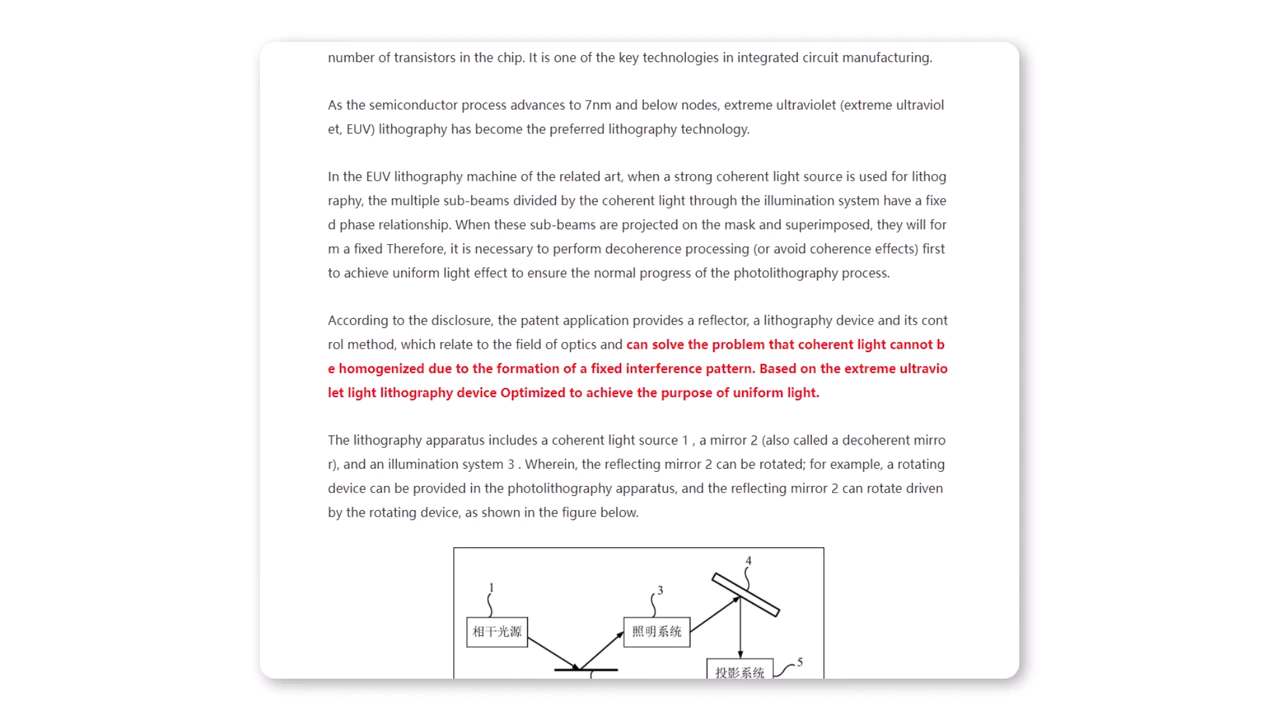 number of transistors in the chip. It is one of the key technologies in integrated circuit manufacturing.
As the semiconductor process advances to 7nm and below nodes, extreme ultraviolet (extreme ultraviol
et, EUV) lithography has become the preferred lithography technology.
In the EUV lithography machine of the related art, when a strong coherent light source is used for lithog
raphy, the multiple sub-beams divided by the coherent light through the illumination system have a fixe
d phase relationship. When these sub-beams are projected on the mask and superimposed, they will for
m a fixed Therefore, it is necessary to perform decoherence processing (or avoid coherence effects) first
to achieve uniform light effect to ensure the normal progress of the photolithography process.
According to the disclosure, the patent application provides a reflector, a lithography device and its cont
rol method, which relate to the field of optics and can solve the problem that coherent light cannot b
e homogenized due to the formation of a fixed interference pattern. Based on the extreme ultravio
let light lithography device Optimized to achieve the purpose of uniform light.
The lithography apparatus includes a coherent light source 1 , a mirror 2 (also called a decoherent mirro
r), and an illumination system 3 . Wherein, the reflecting mirror 2 can be rotated; for example, a rotating
device can be provided in the photolithography apparatus, and the reflecting mirror 2 can rotate driven
by the rotating device, as shown in the figure below.
4
1
3
相干光源
照明系统
5
投影系统